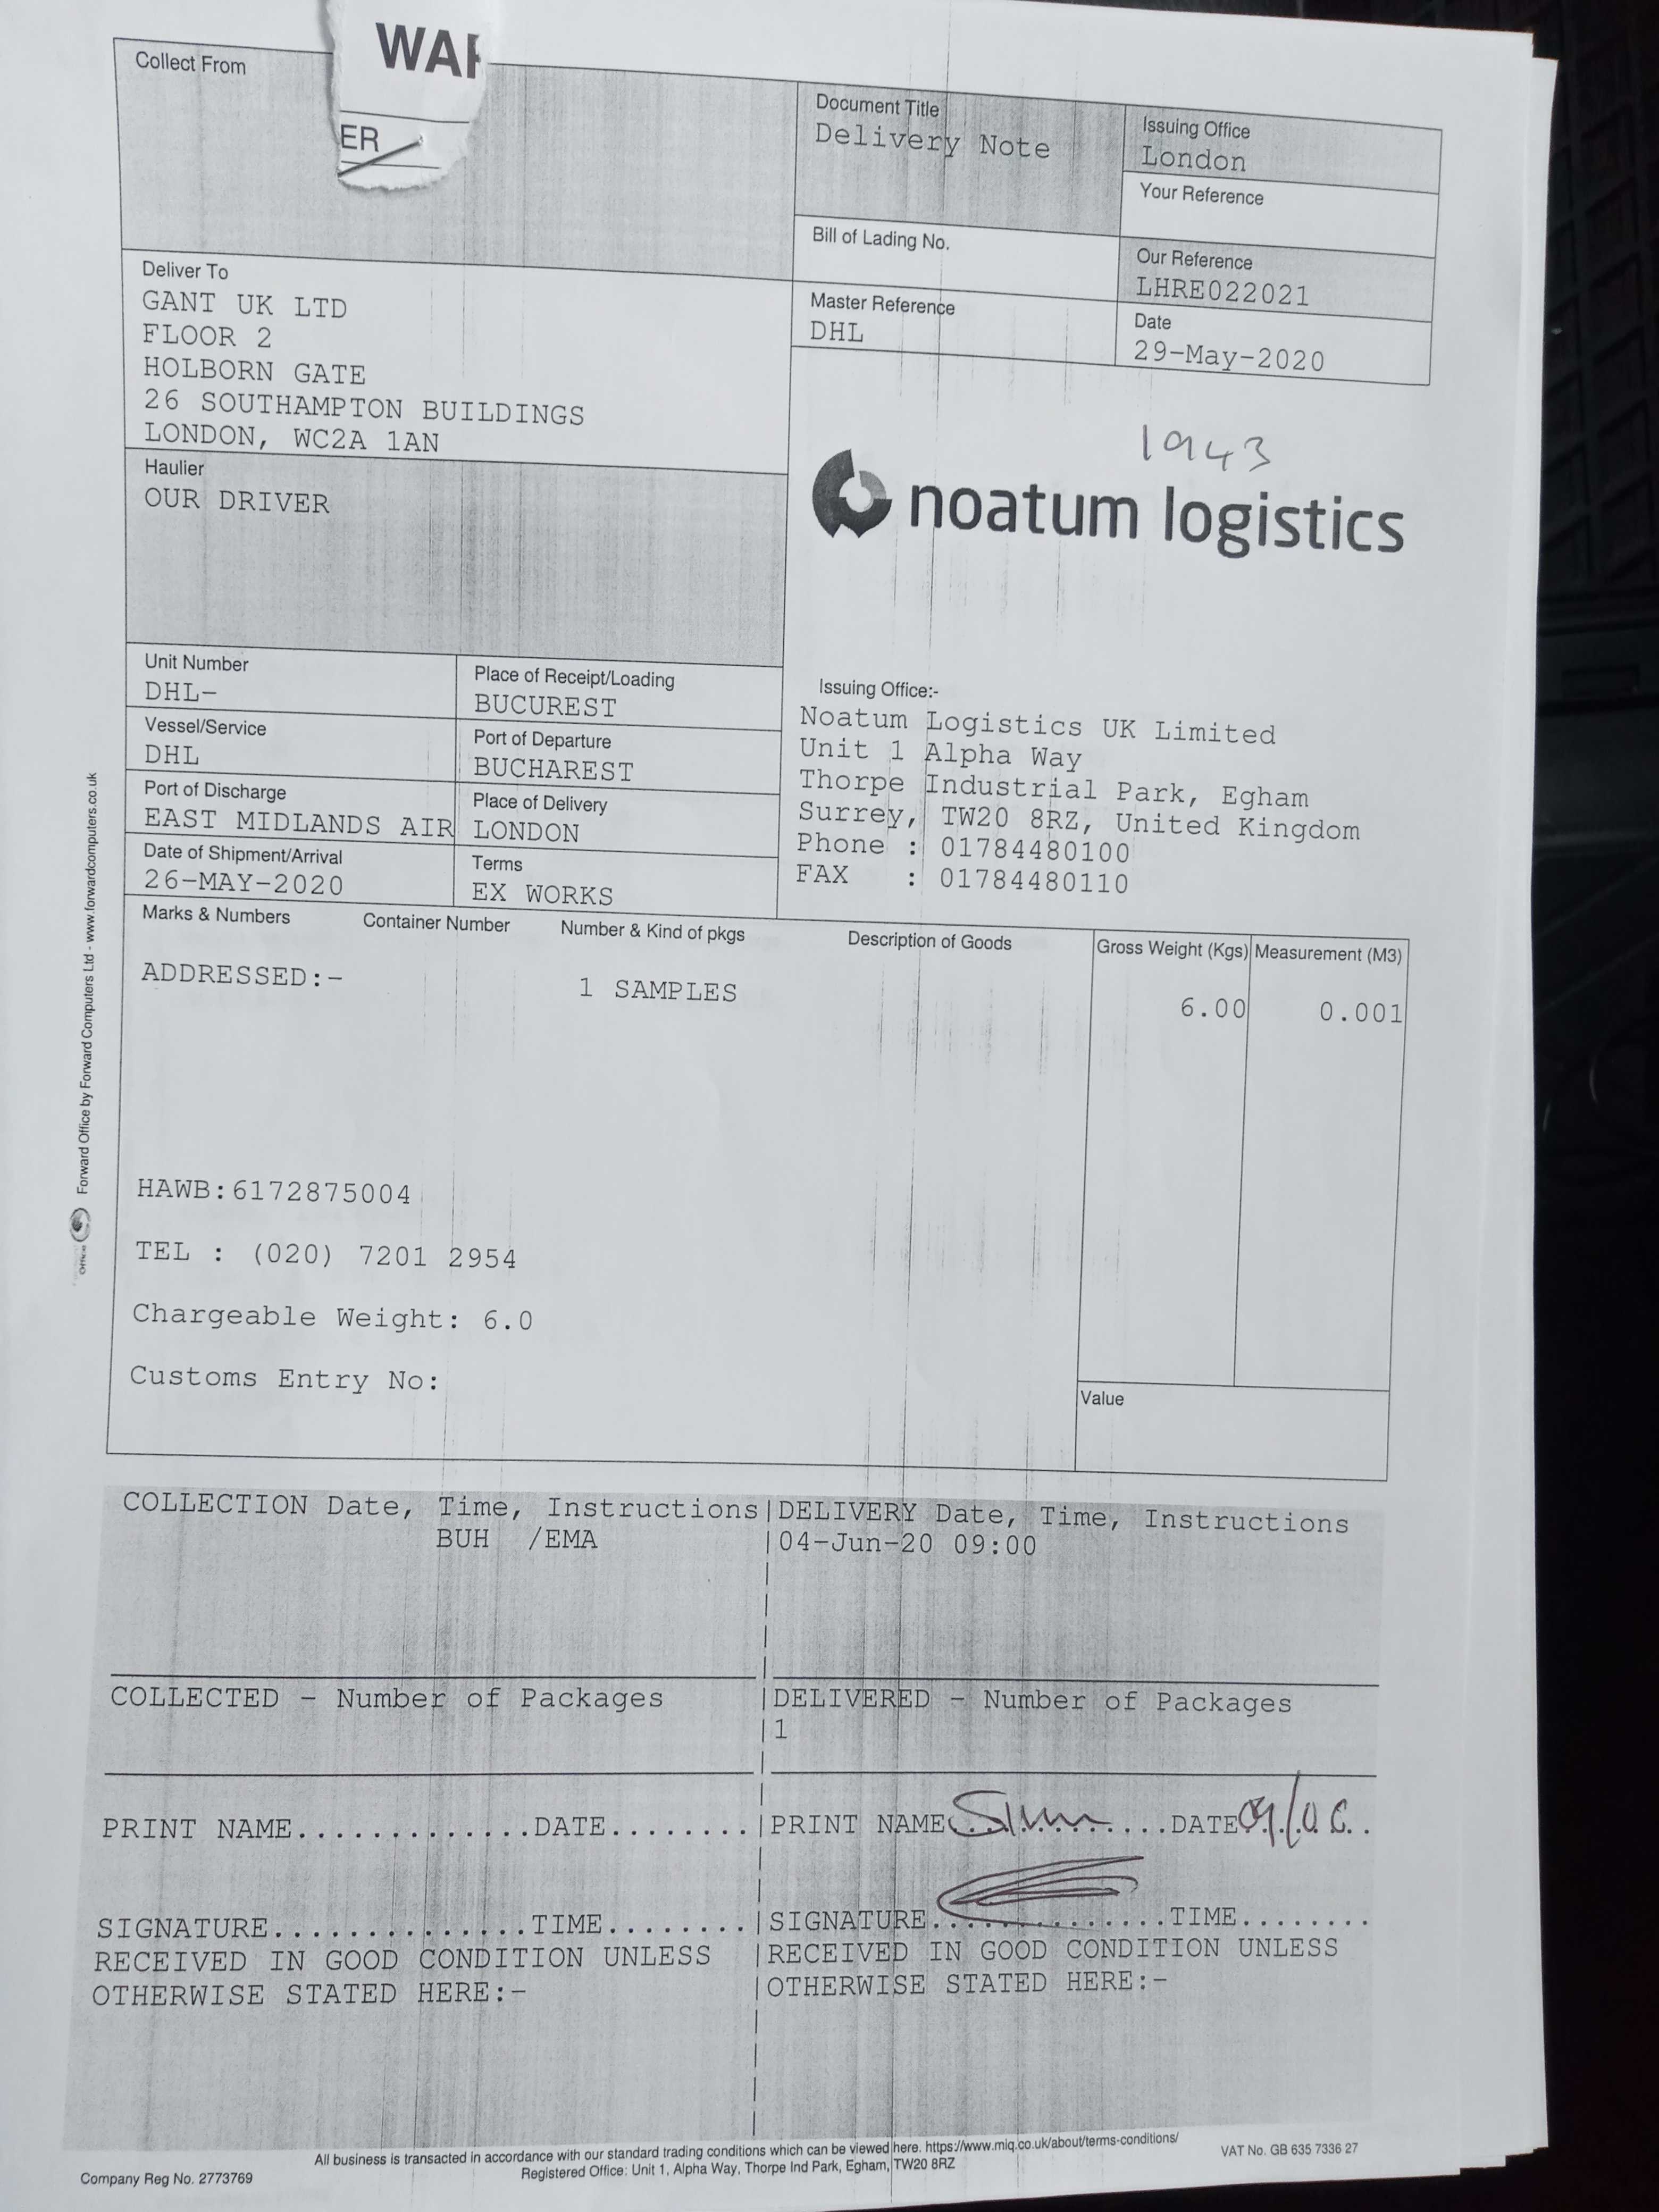 WAR
ER
Collect From
Document Title
Delivery Note
Issuing Office
London
Your Reference
Bill of Lading No.
Our Reference
LHRE022021
Deliver To
GANT UK LTD
FLOOR 2
HOLBORN GATE
26 SOUTHAMPTON BUILDINGS
LONDON, WC2A 1AN
Master Reference
DHL
Date
29-May-2020
1943
noatum logistics
Haulier
OUR DRIVER
Unit Number
DHL-
Place of Receipt/Loading
BUCUREST
Vessel/Service
DHL
Port of Departure
BUCHAREST
Port of Discharge
EAST MIDLANDS AIR
Place of Delivery
LONDON
Date of Shipment/Arrival
26-MAY-2020
Terms
EX WORKS
Issuing Office:-
Noatum Logistics UK Limited
Unit 1 Alpha Way
Thorpe Industrial Park, Egham
Surrey, TW20 8RZ, United Kingdom
Phone : 01784480100
FAX : 01784480110
Marks & Numbers Container Number Number & Kind of pkgs Description of Goods Gross Weight (Kgs) Measurement (M3)
ADDRESSED:- 1 SAMPLES 6.00 0.001
HAWB:6172875004
TEL : (020) 7201 2954
Chargeable Weight: 6.0
Customs Entry No:
Value
COLLECTION Date, Time, Instructions|DELIVERY Date, Time, Instructions
BUH /EMA |04-Jun-20 09:00
COLLECTED - Number of Packages |DELIVERED - Number of Packages
|1
PRINT NAME.............DATE........|PRINT NAME............DATE........
SIGNATURE..............TIME........|SIGNATURE.............TIME........
RECEIVED IN GOOD CONDITION UNLESS |RECEIVED IN GOOD CONDITION UNLESS
OTHERWISE STATED HERE:- |OTHERWISE STATED HERE:-
All business is transacted in accordance with our standard trading conditions which can be viewed here. https://www.miq.co.uk/about/terms-conditions/
Registered Office: Unit 1, Alpha Way, Thorpe Ind Park, Egham, TW20 8RZ
Company Reg No. 2773769
VAT No. GB 635 7336 27
Forward Office by Forward Computers Ltd - www.forwardcomputers.co.uk